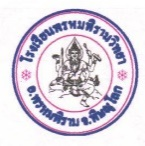 โรงเรียนพรหมพิรามวิทยา
อ.พรหมพิราม จ.พิษณุโลก